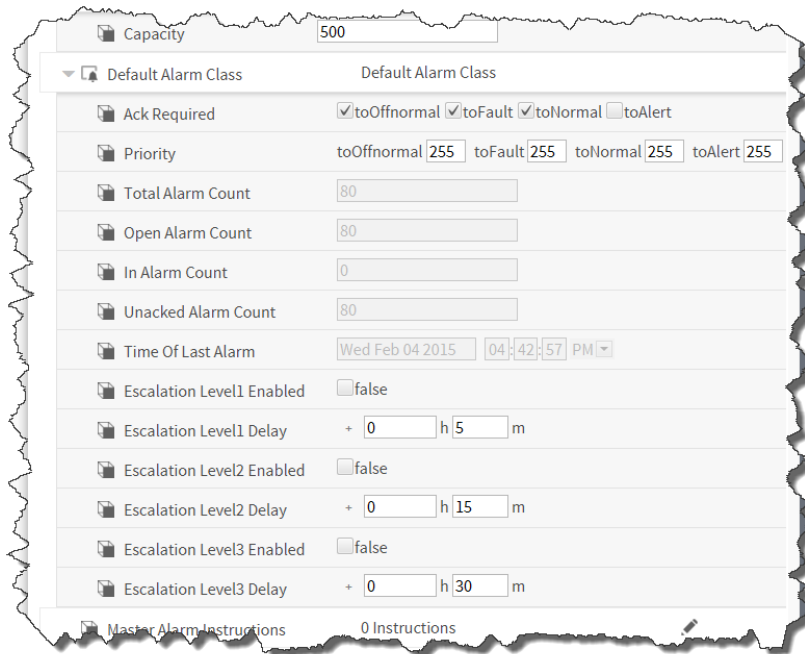 Capacity 500
Default Alarm Class Default Alarm Class
Ack Required toOffnormal toFault toNormal toAlert
Priority toOffnormal 255 toFault 255 toNormal 255 toAlert 255
Total Alarm Count 80
Open Alarm Count 80
In Alarm Count 0
Unacked Alarm Count 80
Time Of Last Alarm Wed Feb 04 2015 04:42:57 PM
Escalation Level1 Enabled false
Escalation Level1 Delay + 0 h 5 m
Escalation Level2 Enabled false
Escalation Level2 Delay + 0 h 15 m
Escalation Level3 Enabled false
Escalation Level3 Delay + 0 h 30 m
Master Alarm Instructions 0 Instructions